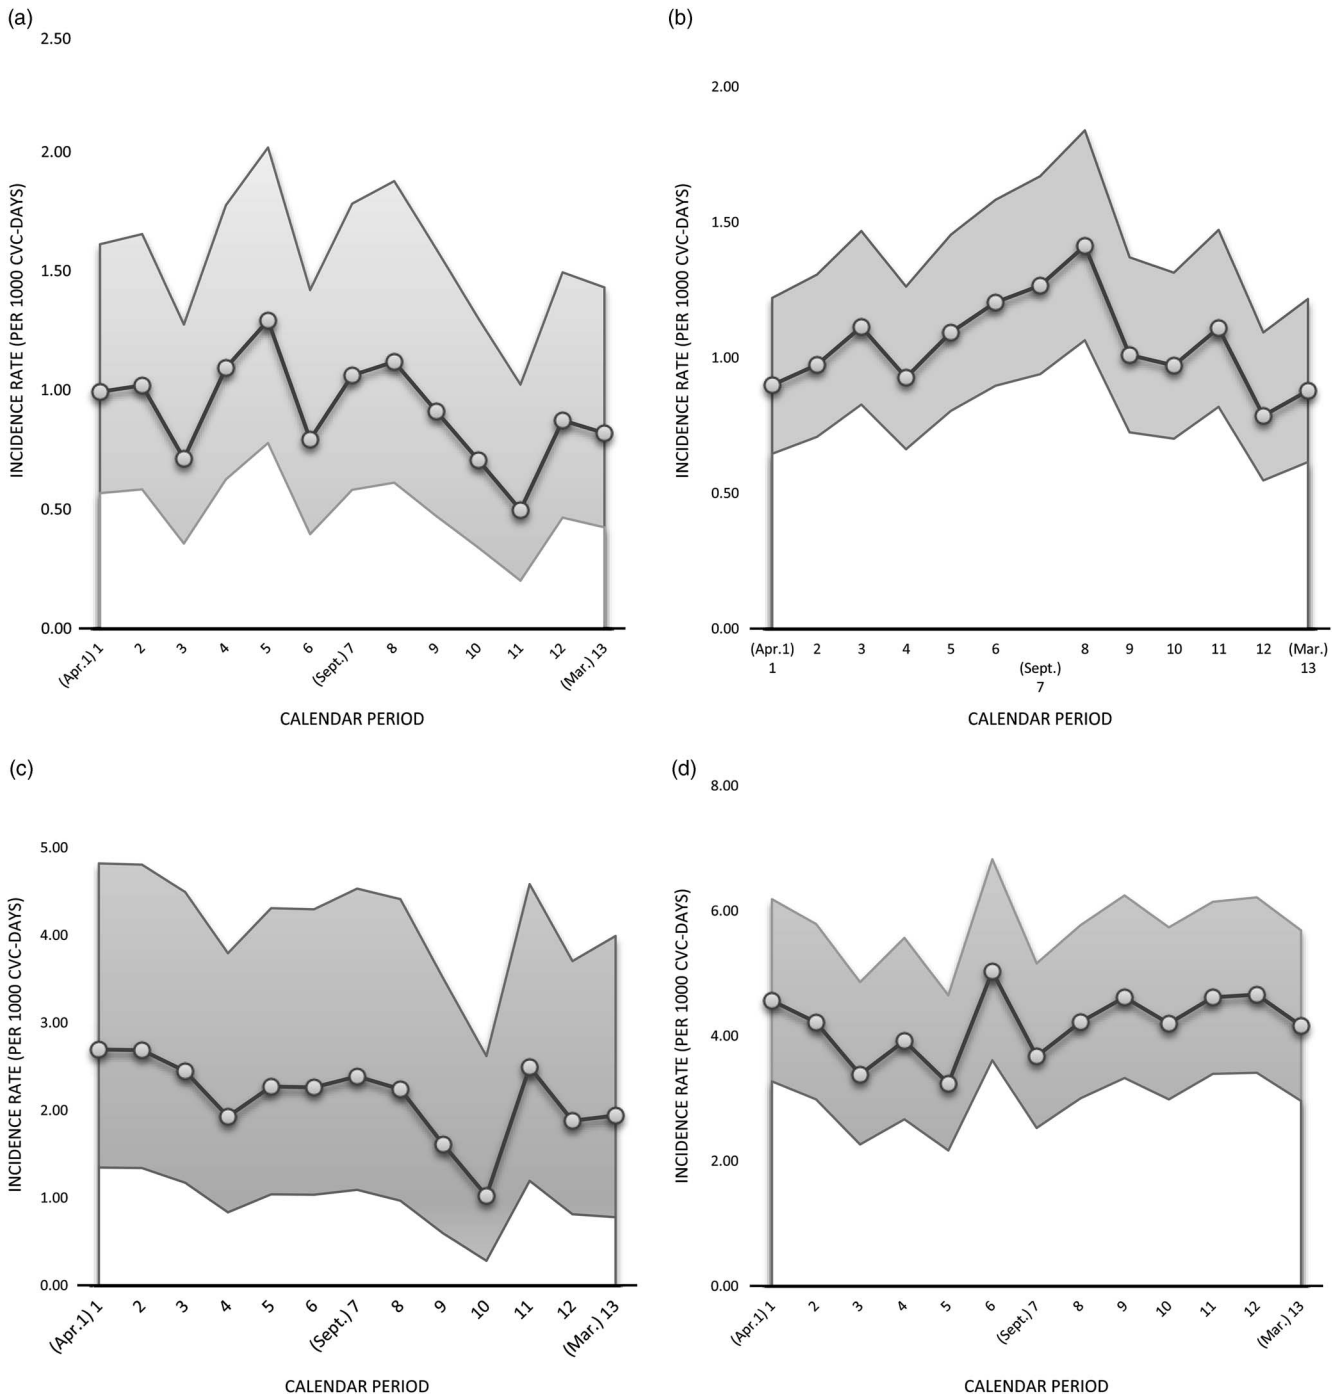 (a)
2.50
2.00
1.50
1.00
0.50
0.00
INCIDENCE RATE (PER 1000 CVC-DAYS)
(Apr.1) 1 2 3 4 5 6 (Sept.) 7 8 9 10 11 12 (Mar.) 13
CALENDAR PERIOD
(b)
2.00
1.50
1.00
0.50
0.00
INCIDENCE RATE (PER 1000 CVC-DAYS)
(Apr.1) 2 3 4 5 6 8 9 10 11 12 (Mar.)
1 (Sept.) 13
7
CALENDAR PERIOD
(c)
5.00
4.00
3.00
2.00
1.00
0.00
INCIDENCE RATE (PER 1000 CVC-DAYS)
(Apr.1) 1 2 3 4 5 6 (Sept.) 7 8 9 10 11 12 (Mar.) 13
CALENDAR PERIOD
(d)
8.00
6.00
4.00
2.00
0.00
INCIDENCE RATE (PER 1000 CVC-DAYS)
(Apr.1) 1 2 3 4 5 6 (Sept.) 7 8 9 10 11 12 (Mar.) 13
CALENDAR PERIOD